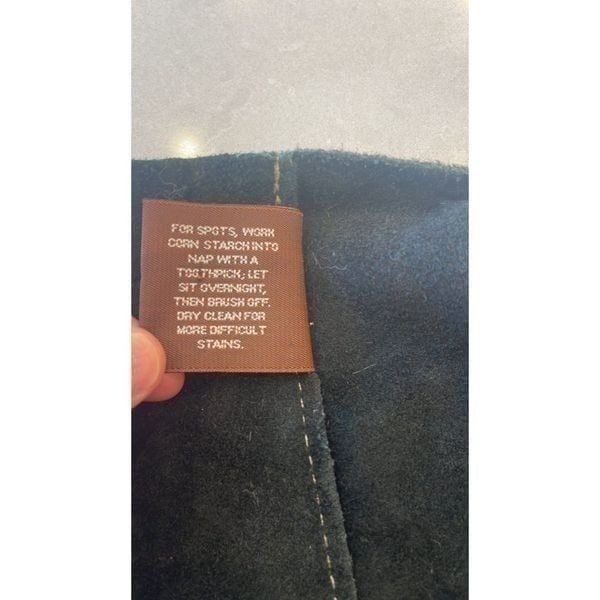 FOR SPOTS, WORK
CORN STARCH INTO
NAP WITH A
TOOTHPICK; LET
SIT OVERNIGHT,
THEN BRUSH OFF.
DRY CLEAN FOR
MORE DIFFICULT
STAINS.